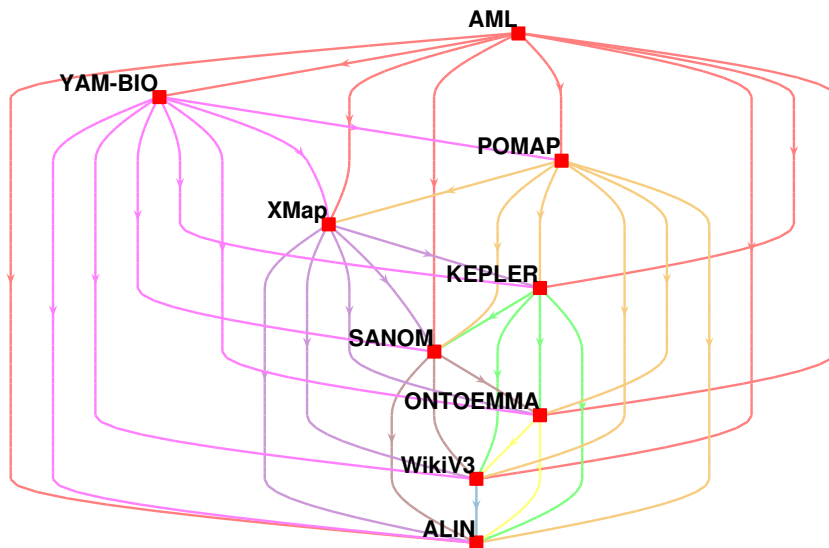 AML
YAM-BIO
POMAP
XMap
KEPLER
SANOM
ONTOEMMA
WikiV3
ALIN